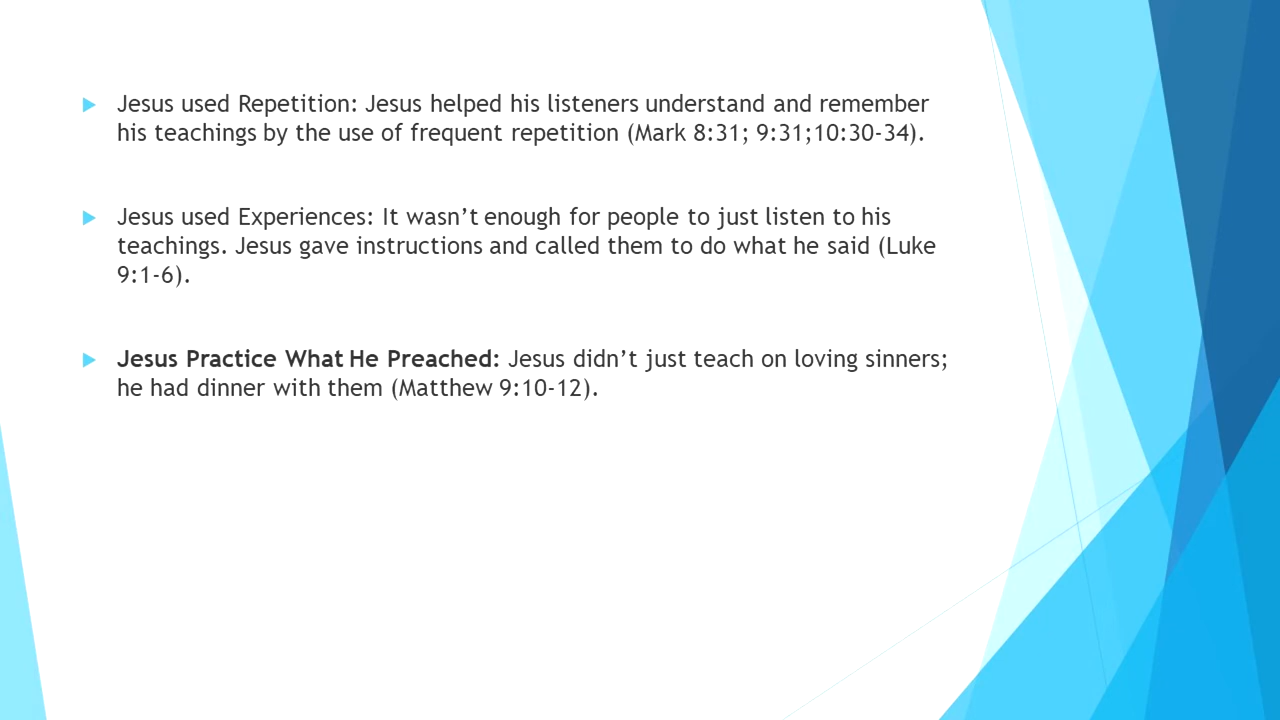 Jesus used Repetition: Jesus helped his listeners understand and remember
his teachings by the use of frequent repetition (Mark 8:31; 9:31;10:30-34).
Jesus used Experiences: It wasn’t enough for people to just listen to his
teachings. Jesus gave instructions and called them to do what he said (Luke
9:1-6).
Jesus Practice What He Preached: Jesus didn’t just teach on loving sinners;
he had dinner with them (Matthew 9:10-12).